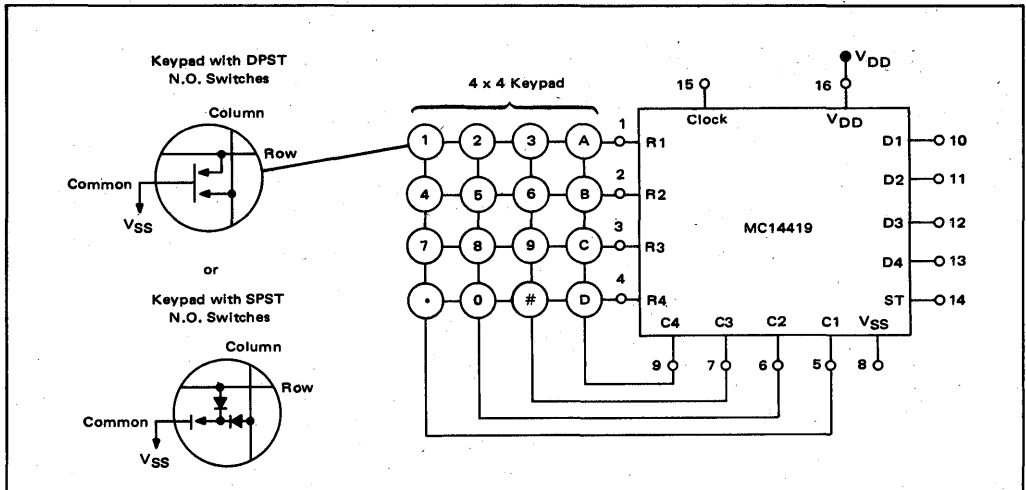 Keypad with DPST
N.O. Switches
Column
Row
Common
VSS
or
Keypad with SPST
N.O. Switches
Column
Row
Common
VSS
4 x 4 Keypad
1 2 3 A
4 5 6 B
7 8 9 C
• 0 # D
1 R1
2 R2
3 R3
4 R4
15
Clock
VDD
16
VDD
MC14419
D1 10
D2 11
D3 12
D4 13
ST 14
C4 C3 C2 C1 VSS
9 7 6 5 8